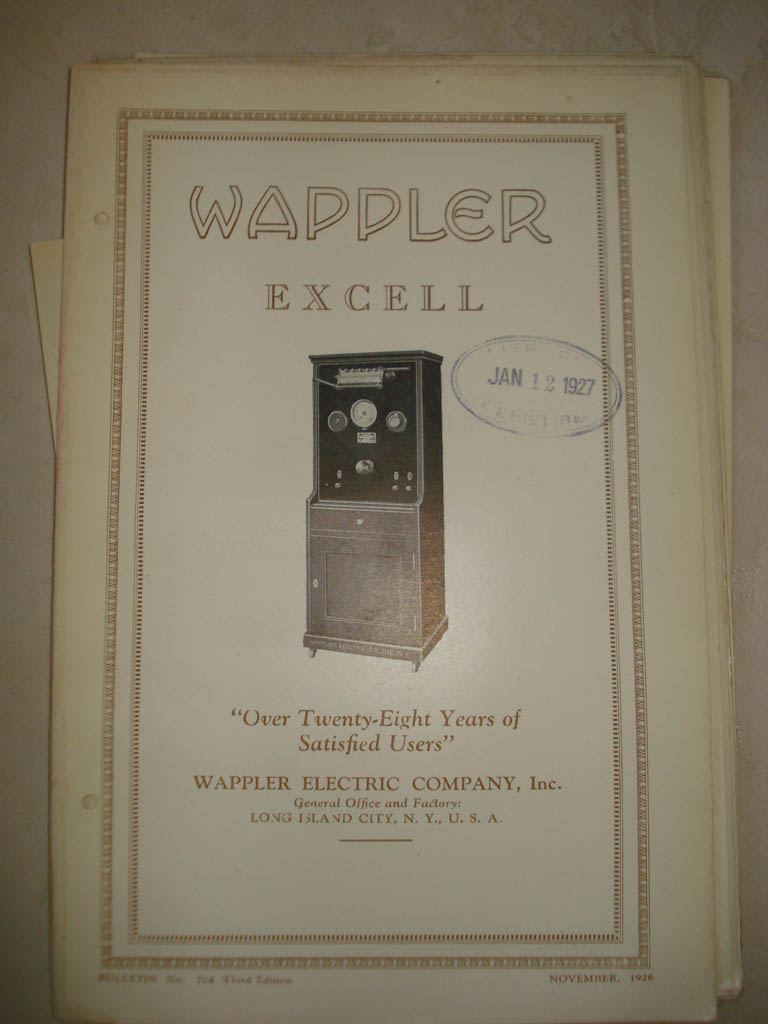 WAPPLER
EXCELL
JAN 12 1927
"Over Twenty-Eight Years of
Satisfied Users"
WAPPLER ELECTRIC COMPANY, Inc.
General Office and Factory:
LONG ISLAND CITY, N. Y., U. S. A.
BULLETIN No. 704 Third Edition
NOVEMBER, 1926